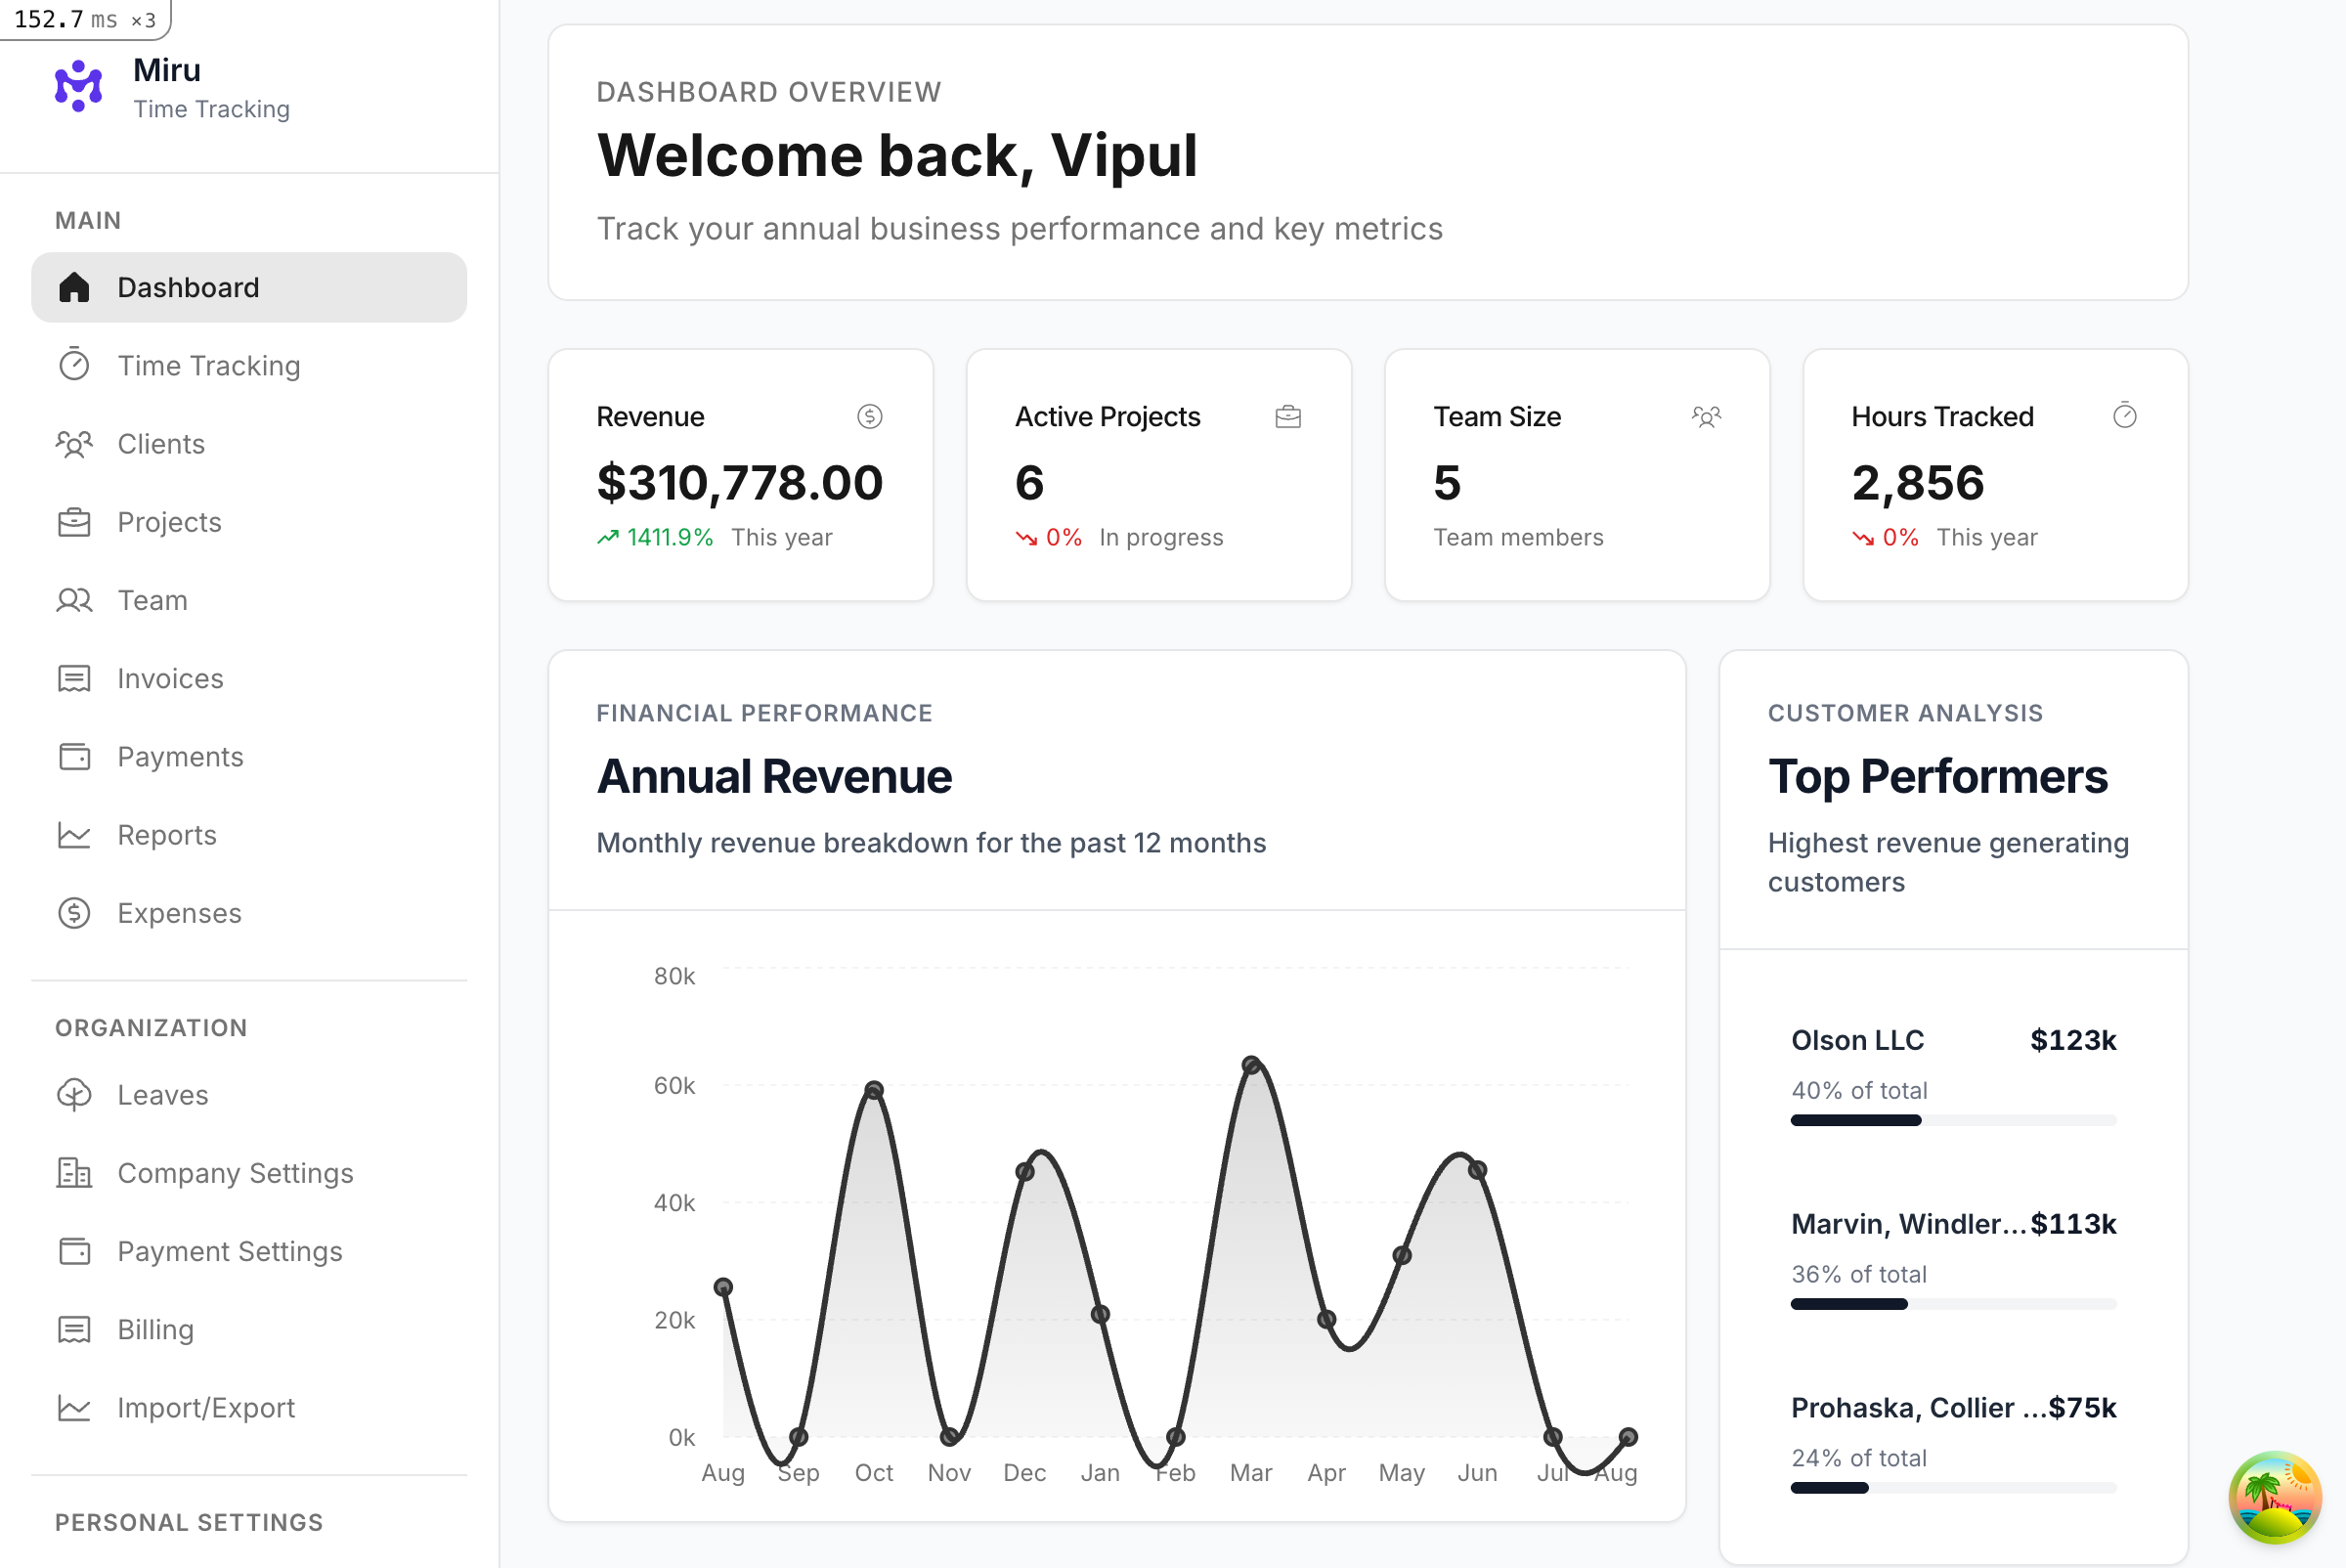 152.7 ms ×3
Miru
Time Tracking
MAIN
Dashboard
Time Tracking
Clients
Projects
Team
Invoices
Payments
Reports
Expenses
ORGANIZATION
Leaves
Company Settings
Payment Settings
Billing
Import/Export
PERSONAL SETTINGS
DASHBOARD OVERVIEW
Welcome back, Vipul
Track your annual business performance and key metrics
Revenue
$310,778.00
1411.9% This year
Active Projects
6
0% In progress
Team Size
5
Team members
Hours Tracked
2,856
0% This year
FINANCIAL PERFORMANCE
Annual Revenue
Monthly revenue breakdown for the past 12 months
80k
60k
40k
20k
0k
Aug Sep Oct Nov Dec Jan Feb Mar Apr May Jun Jul Aug
CUSTOMER ANALYSIS
Top Performers
Highest revenue generating
customers
Olson LLC $123k
40% of total
Marvin, Windler... $113k
36% of total
Prohaska, Collier ... $75k
24% of total